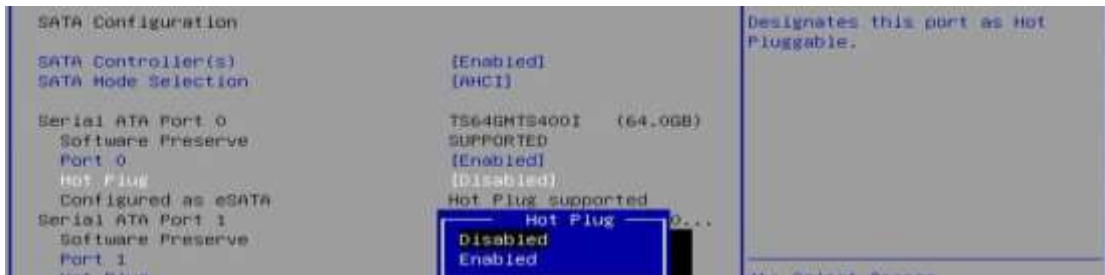 SATA Configuration
Designates this port as Hot
Pluggable.
SATA Controller(s) [Enabled]
SATA Mode Selection [AHCI]
Serial ATA Port 0 TS64GMTS400I (64.0GB)
Software Preserve SUPPORTED
Port 0 [Enabled]
Hot Plug [Disabled]
Configured as eSATA Hot Plug supported
Serial ATA Port 1
Hot Plug
Software Preserve
Disabled
Port 1
Enabled